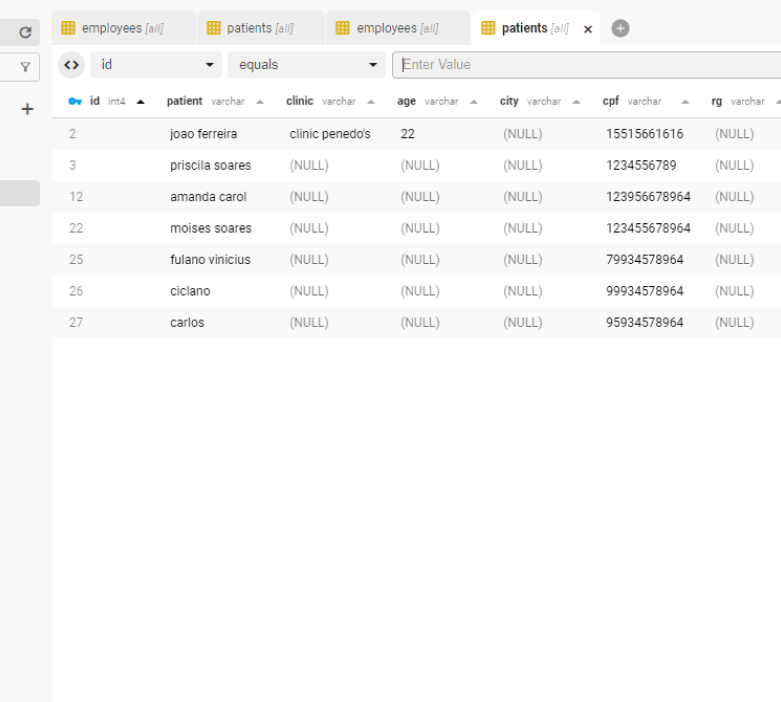 employees [all] patients [all] employees [all] patients [all]
id equals Enter Value
id int4 patient varchar clinic varchar age varchar city varchar cpf varchar rg varchar
2 joao ferreira clinic penedo's 22 (NULL) 15515661616 (NULL)
3 priscila soares (NULL) (NULL) (NULL) 1234556789 (NULL)
12 amanda carol (NULL) (NULL) (NULL) 123956678964 (NULL)
22 moises soares (NULL) (NULL) (NULL) 123455678964 (NULL)
25 fulano vinicius (NULL) (NULL) (NULL) 79934578964 (NULL)
26 ciclano (NULL) (NULL) (NULL) 99934578964 (NULL)
27 carlos (NULL) (NULL) (NULL) 95934578964 (NULL)